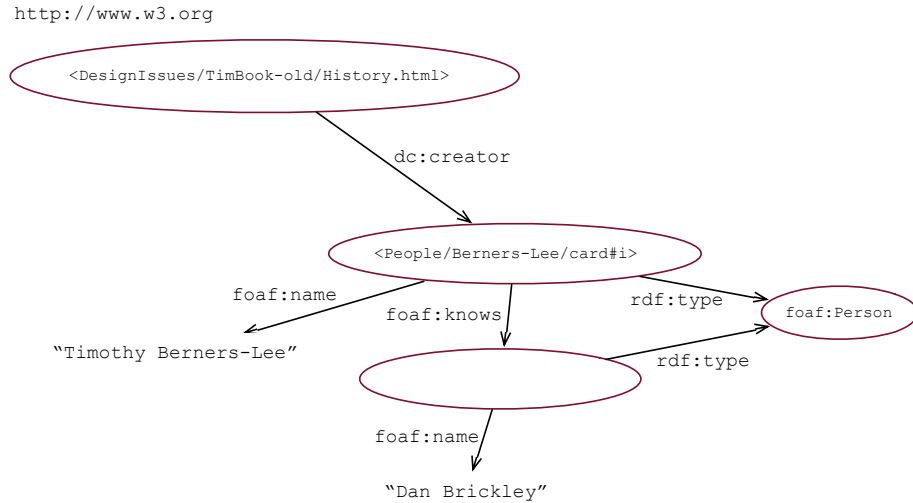 http://www.w3.org
<DesignIssues/TimBook-old/History.html>
dc:creator
<People/Berners-Lee/card#i>
foaf:name
foaf:knows
rdf:type
foaf:Person
“Timothy Berners-Lee”
rdf:type
foaf:name
“Dan Brickley”